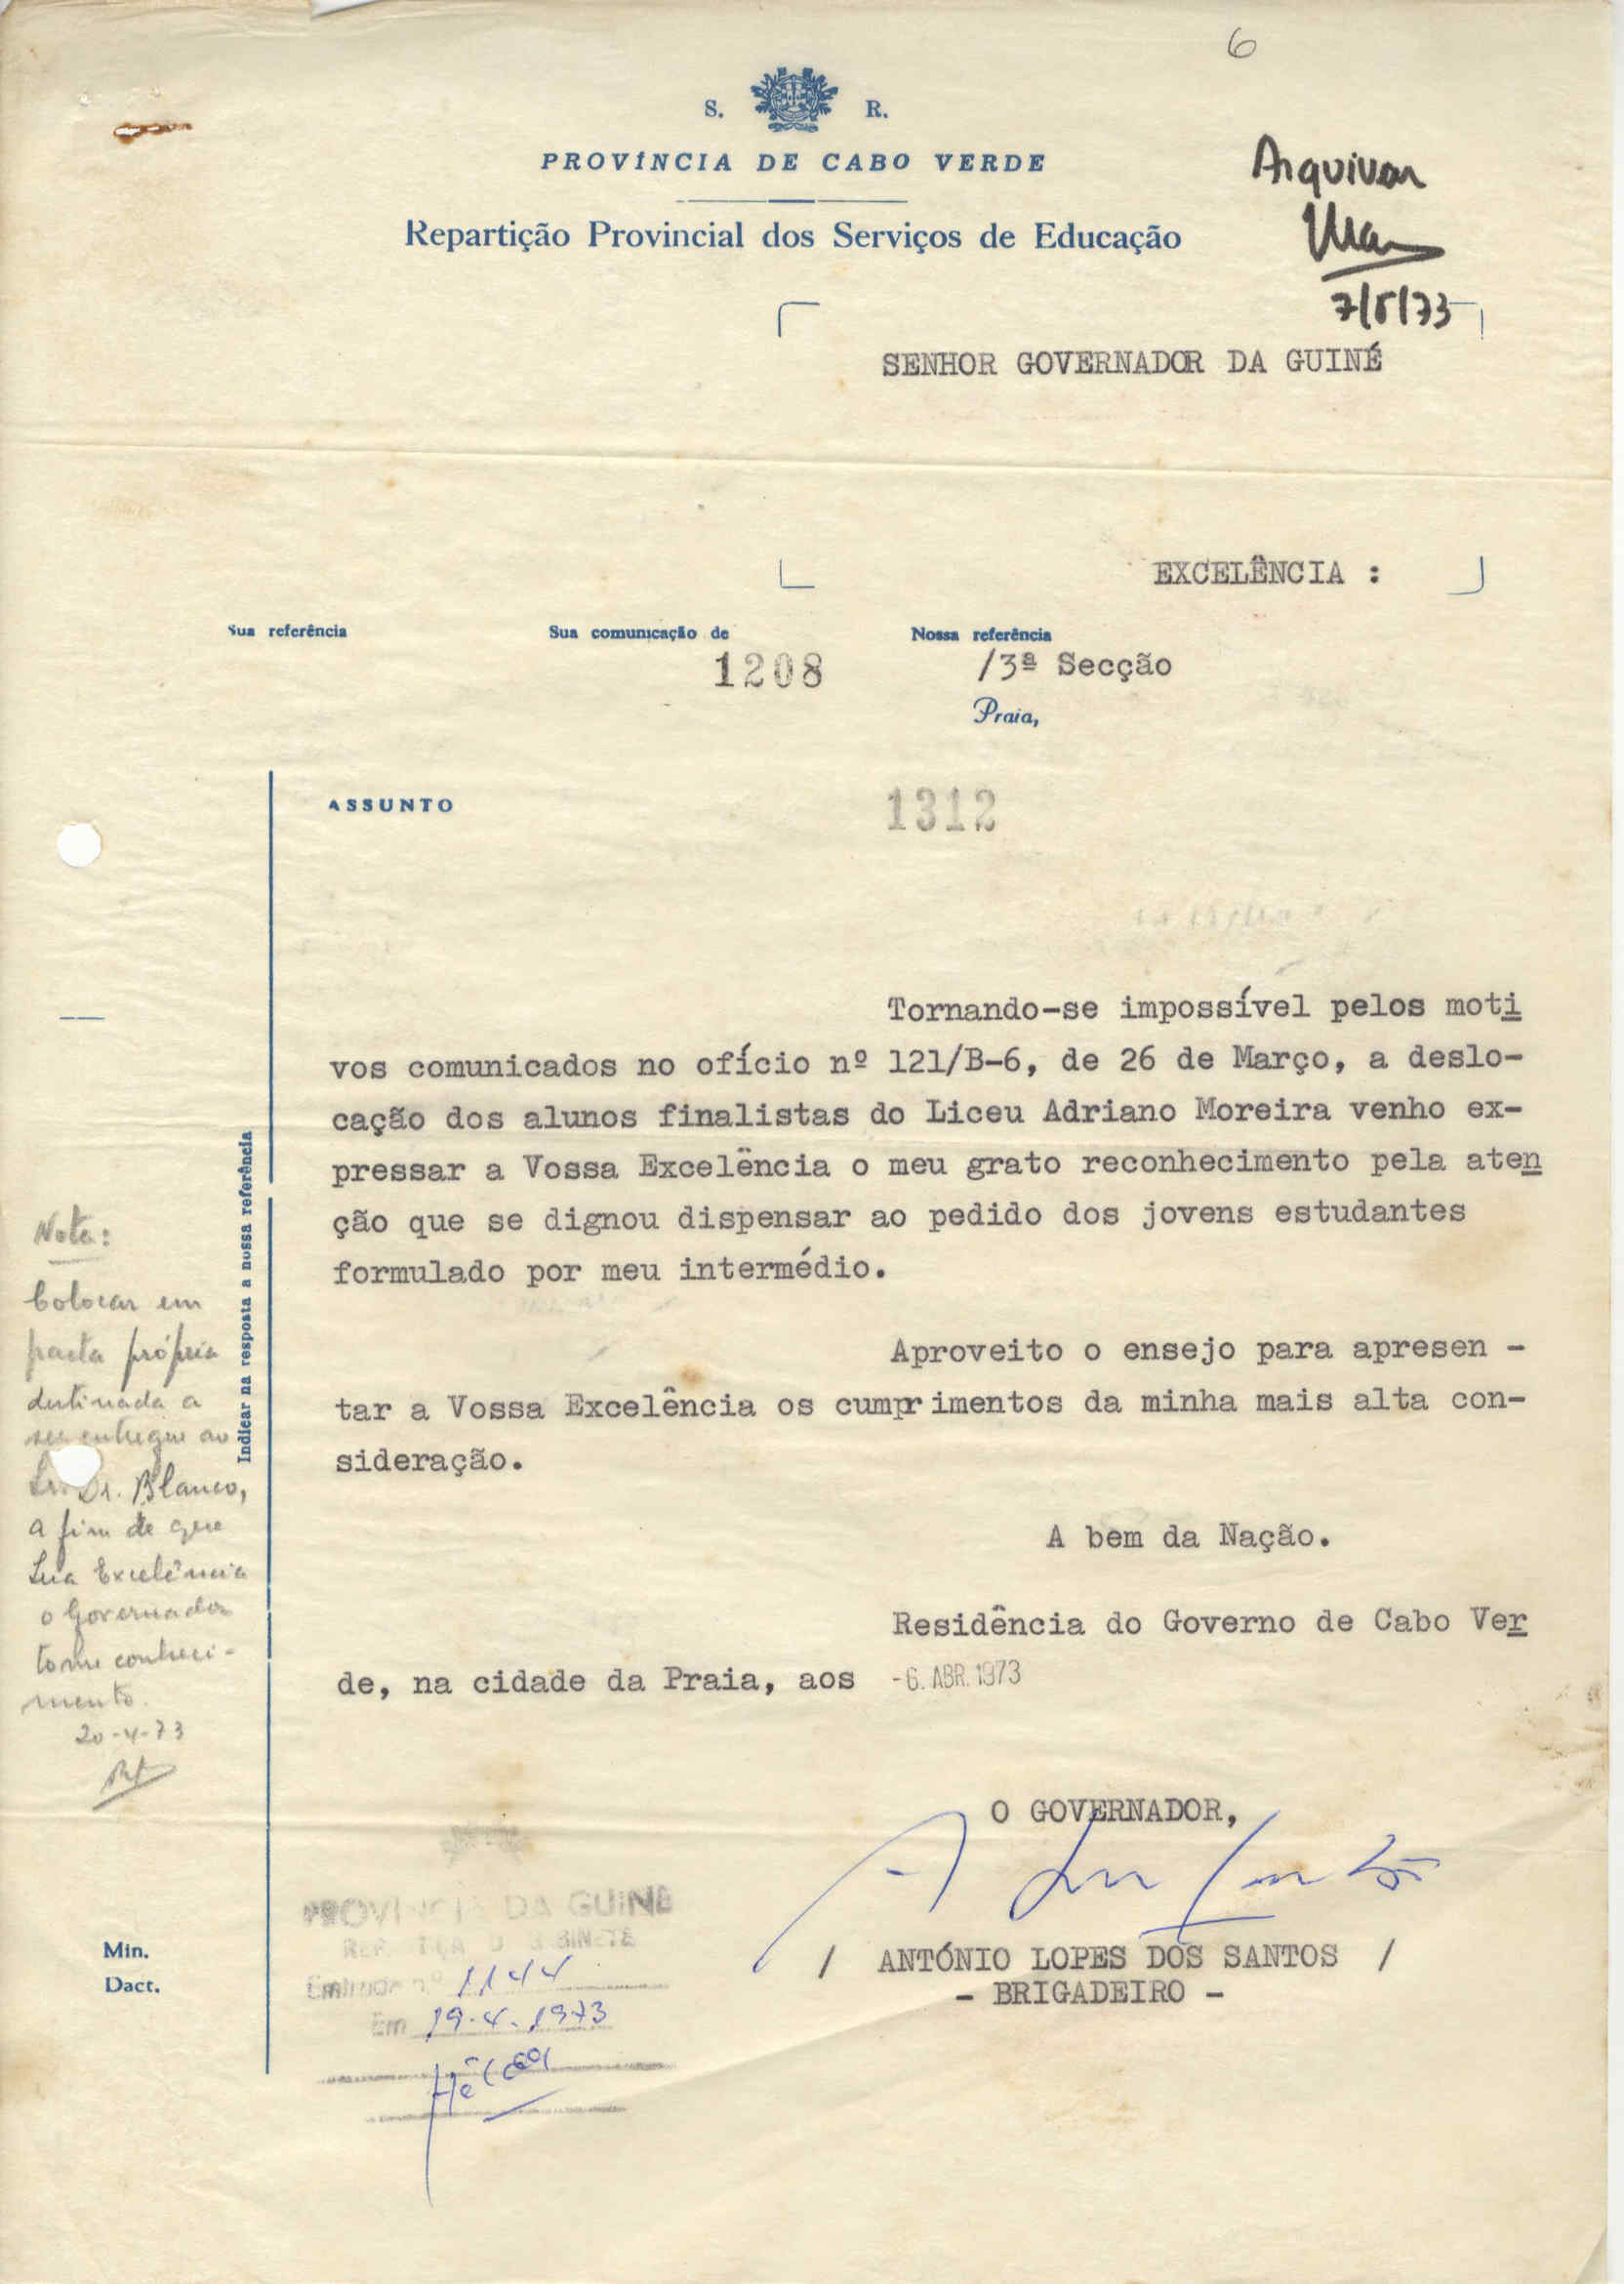 6
S. R.
PROVÍNCIA DE CABO VERDE
Repartição Provincial dos Serviços de Educação
Arquivar
7/5/73
SENHOR GOVERNADOR DA GUINÉ
EXCELÊNCIA :
Sua referência Sua comunicação de Nossa referência
1208 /3ª Secção
Praia,
ASSUNTO
1312
Tornando-se impossível pelos moti
vos comunicados no ofício nº 121/B-6, de 26 de Março, a deslo-
cação dos alunos finalistas do Liceu Adriano Moreira venho ex-
pressar a Vossa Excelência o meu grato reconhecimento pela aten
ção que se dignou dispensar ao pedido dos jovens estudantes
formulado por meu intermédio.
Aproveito o ensejo para apresen -
tar a Vossa Excelência os cumprimentos da minha mais alta con-
sideração.
A bem da Nação.
Residência do Governo de Cabo Ver
de, na cidade da Praia, aos -6. ABR. 1973
O GOVERNADOR,
/ ANTÓNIO LOPES DOS SANTOS /
- BRIGADEIRO -
Indicar na resposta a nossa referência
Nota:
Colocar em
pasta própria
destinada a
ser entregue ao
Sr. Dr. Blanco,
a fim de que
Sua Excelência
o Governador
tome conheci-
mento.
20-4-73
Min.
Dact.
PROVINCIA DA GUINÉ
REPARTIÇÃO DO GABINETE
Entrada nº 1144
Em 19-4-1973